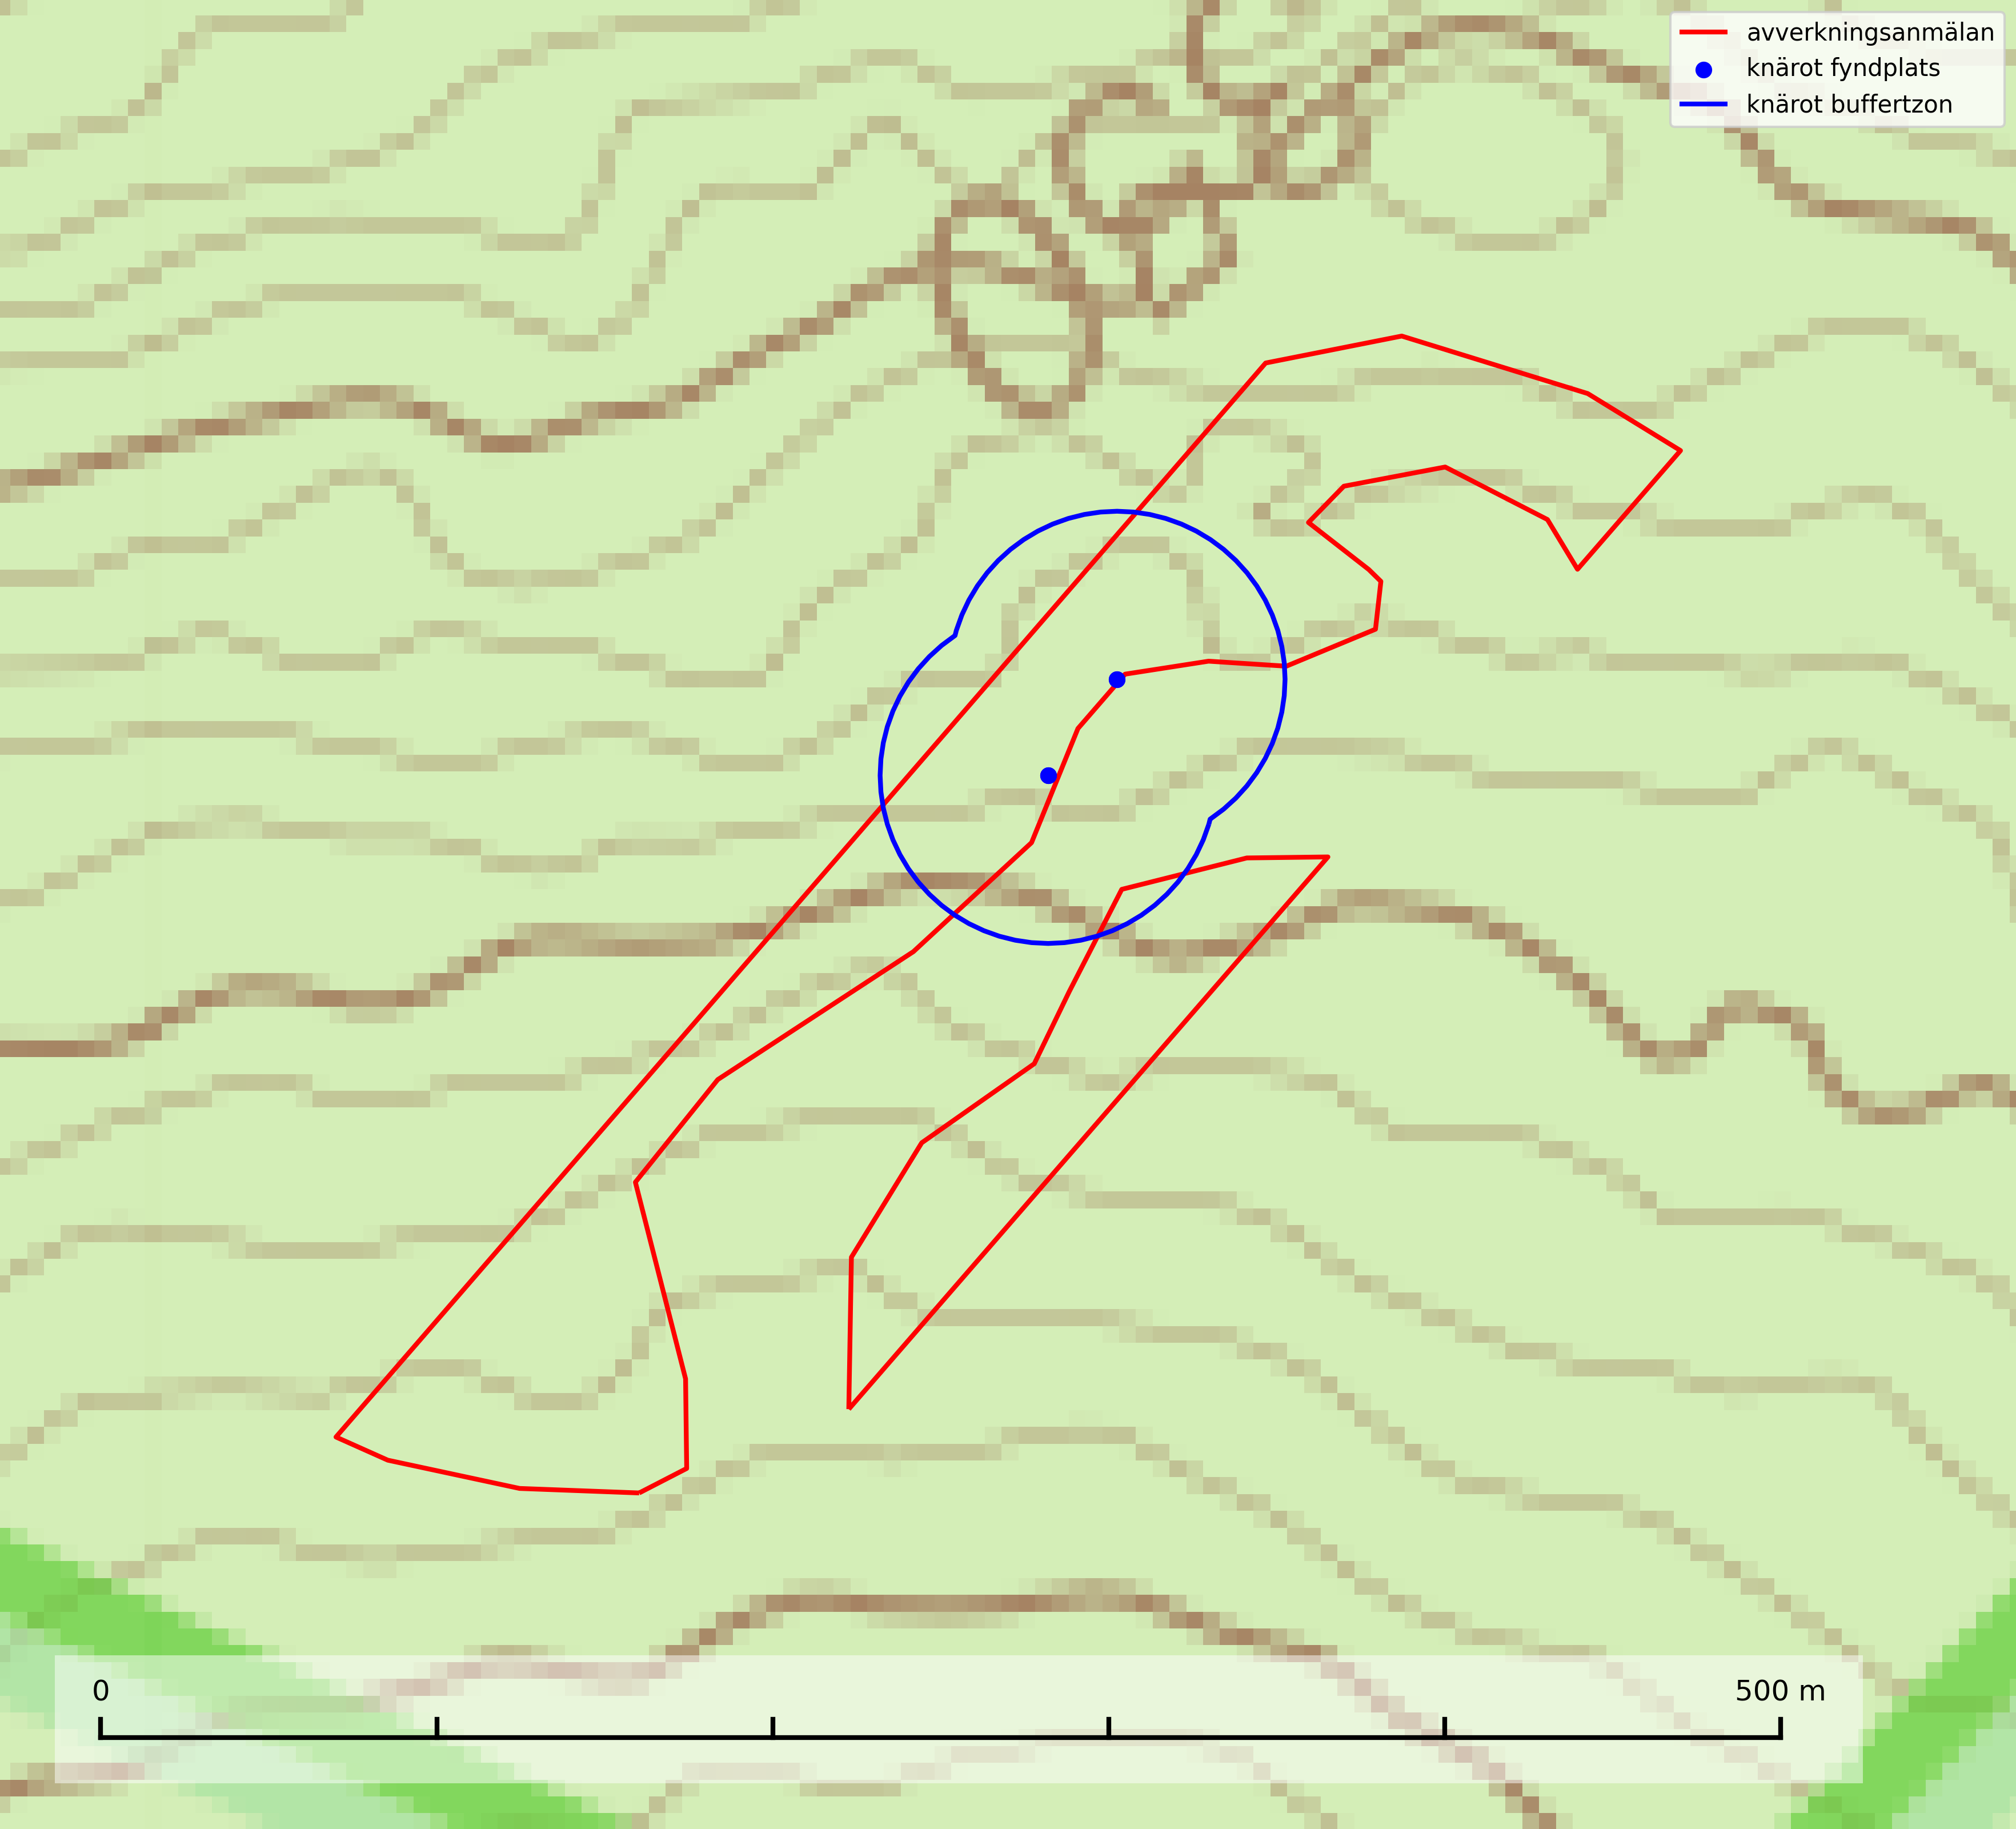 avverkningsanmälan
knärot fyndplats
knärot buffertzon
0
500 m